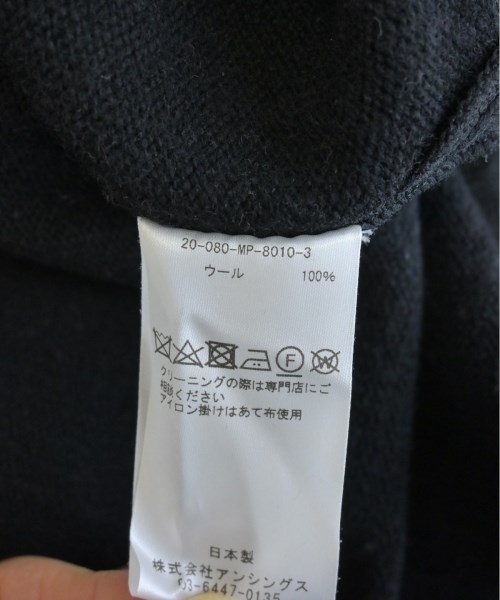 20-080-MP-8010-3
ウール 100%
F W
クリーニングの際は専門店にご
相談ください
アイロン掛けはあて布使用
日本製
株式会社アンシングス
03-6447-0135